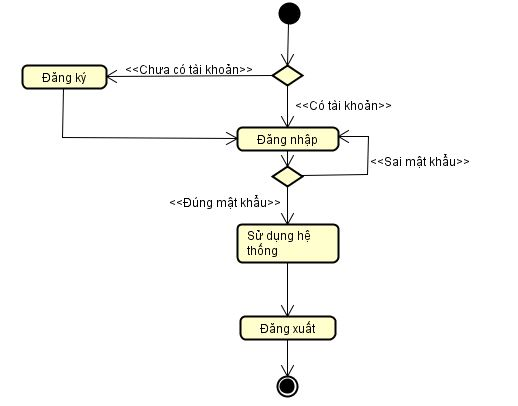 <<Chưa có tài khoản>>
Đăng ký
<<Có tài khoản>>
Đăng nhập
<<Sai mật khẩu>>
<<Đúng mật khẩu>>
Sử dụng hệ
thống
Đăng xuất